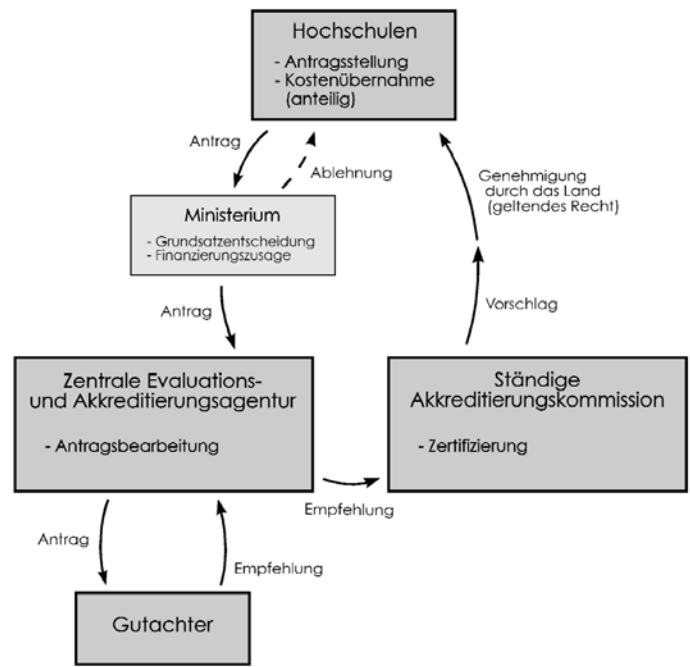 Hochschulen
- Antragsstellung
- Kostenübernahme
(anteilig)
Antrag
Ablehnung
Genehmigung
durch das Land
(geltendes Recht)
Ministerium
- Grundsatzentscheidung
- Finanzierungszusage
Antrag
Vorschlag
Zentrale Evaluations-
und Akkreditierungsagentur
- Antragsbearbeitung
Ständige
Akkreditierungskommission
- Zertifizierung
Empfehlung
Antrag
Empfehlung
Gutachter